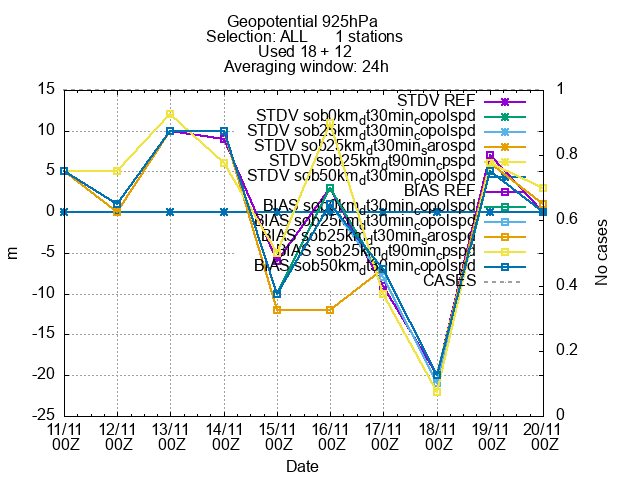 Geopotential 925hPa
Selection: ALL 1 stations
Used 18 + 12
Averaging window: 24h
STDV REF
STDV sob0km_dt30min_copolspd
STDV sob25km_dt30min_copolspd
STDV sob25km_dt30min_sarospd
STDV sob25km_dt90min_cpspd
STDV sob50km_dt30min_copolspd
BIAS REF
BIAS sob0km_dt30min_copolspd
BIAS sob25km_dt30min_copolspd
BIAS sob25km_dt30min_sarospd
BIAS sob25km_dt90min_cpspd
BIAS sob50km_dt30min_copolspd
CASES
15
10
5
0
-5
-10
-15
-20
-25
m
1
0.8
0.6
0.4
0.2
0
No cases
11/11 12/11 13/11 14/11 15/11 16/11 17/11 18/11 19/11 20/11
00Z 00Z 00Z 00Z 00Z 00Z 00Z 00Z 00Z 00Z
Date